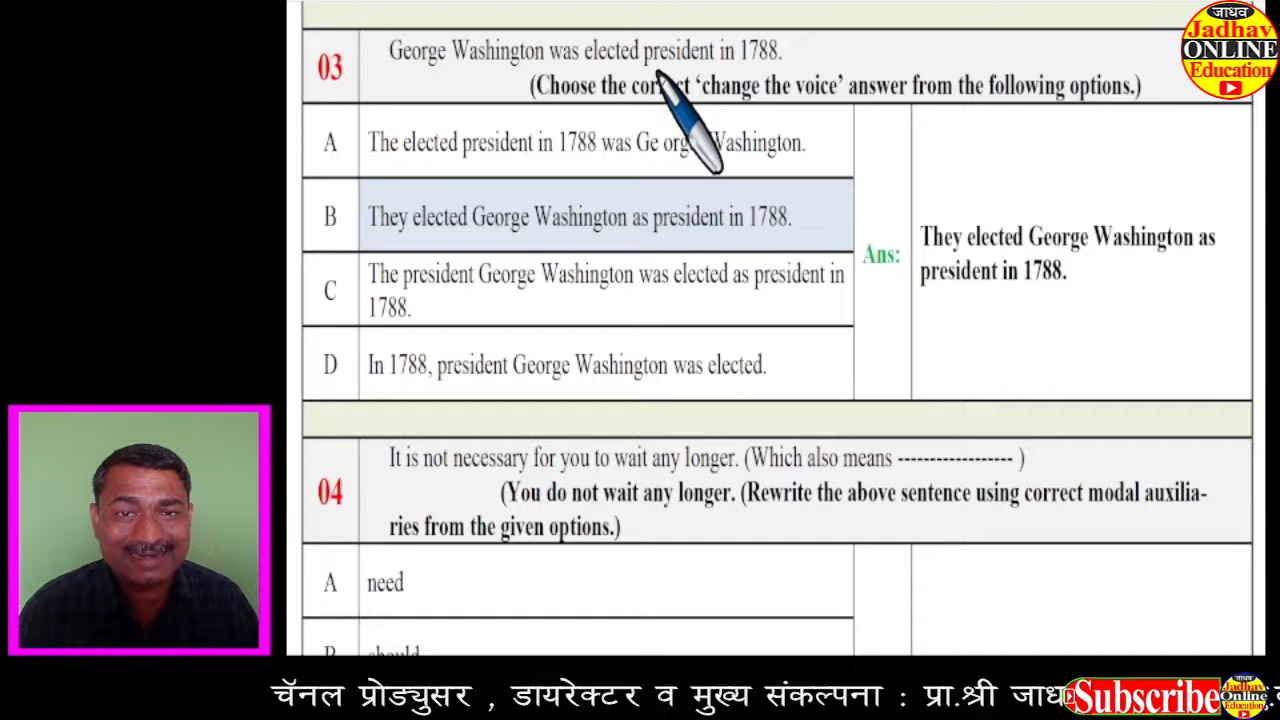 जाधव
Jadhav
ONLINE
Education
03
George Washington was elected president in 1788.
(Choose the correct ‘change the voice’ answer from the following options.)
A
The elected president in 1788 was Ge orge Washington.
B
They elected George Washington as president in 1788.
C
The president George Washington was elected as president in
1788.
D
In 1788, president George Washington was elected.
Ans:
They elected George Washington as
president in 1788.
04
It is not necessary for you to wait any longer. (Which also means ------------------ )
(You do not wait any longer. (Rewrite the above sentence using correct modal auxilia-
ries from the given options.)
A
need
B
should
चॅनल प्रोड्युसर , डायरेक्टर व मुख्य संकल्पना : प्रा.श्री जाध
Subscribe
जाधव
Online
Education